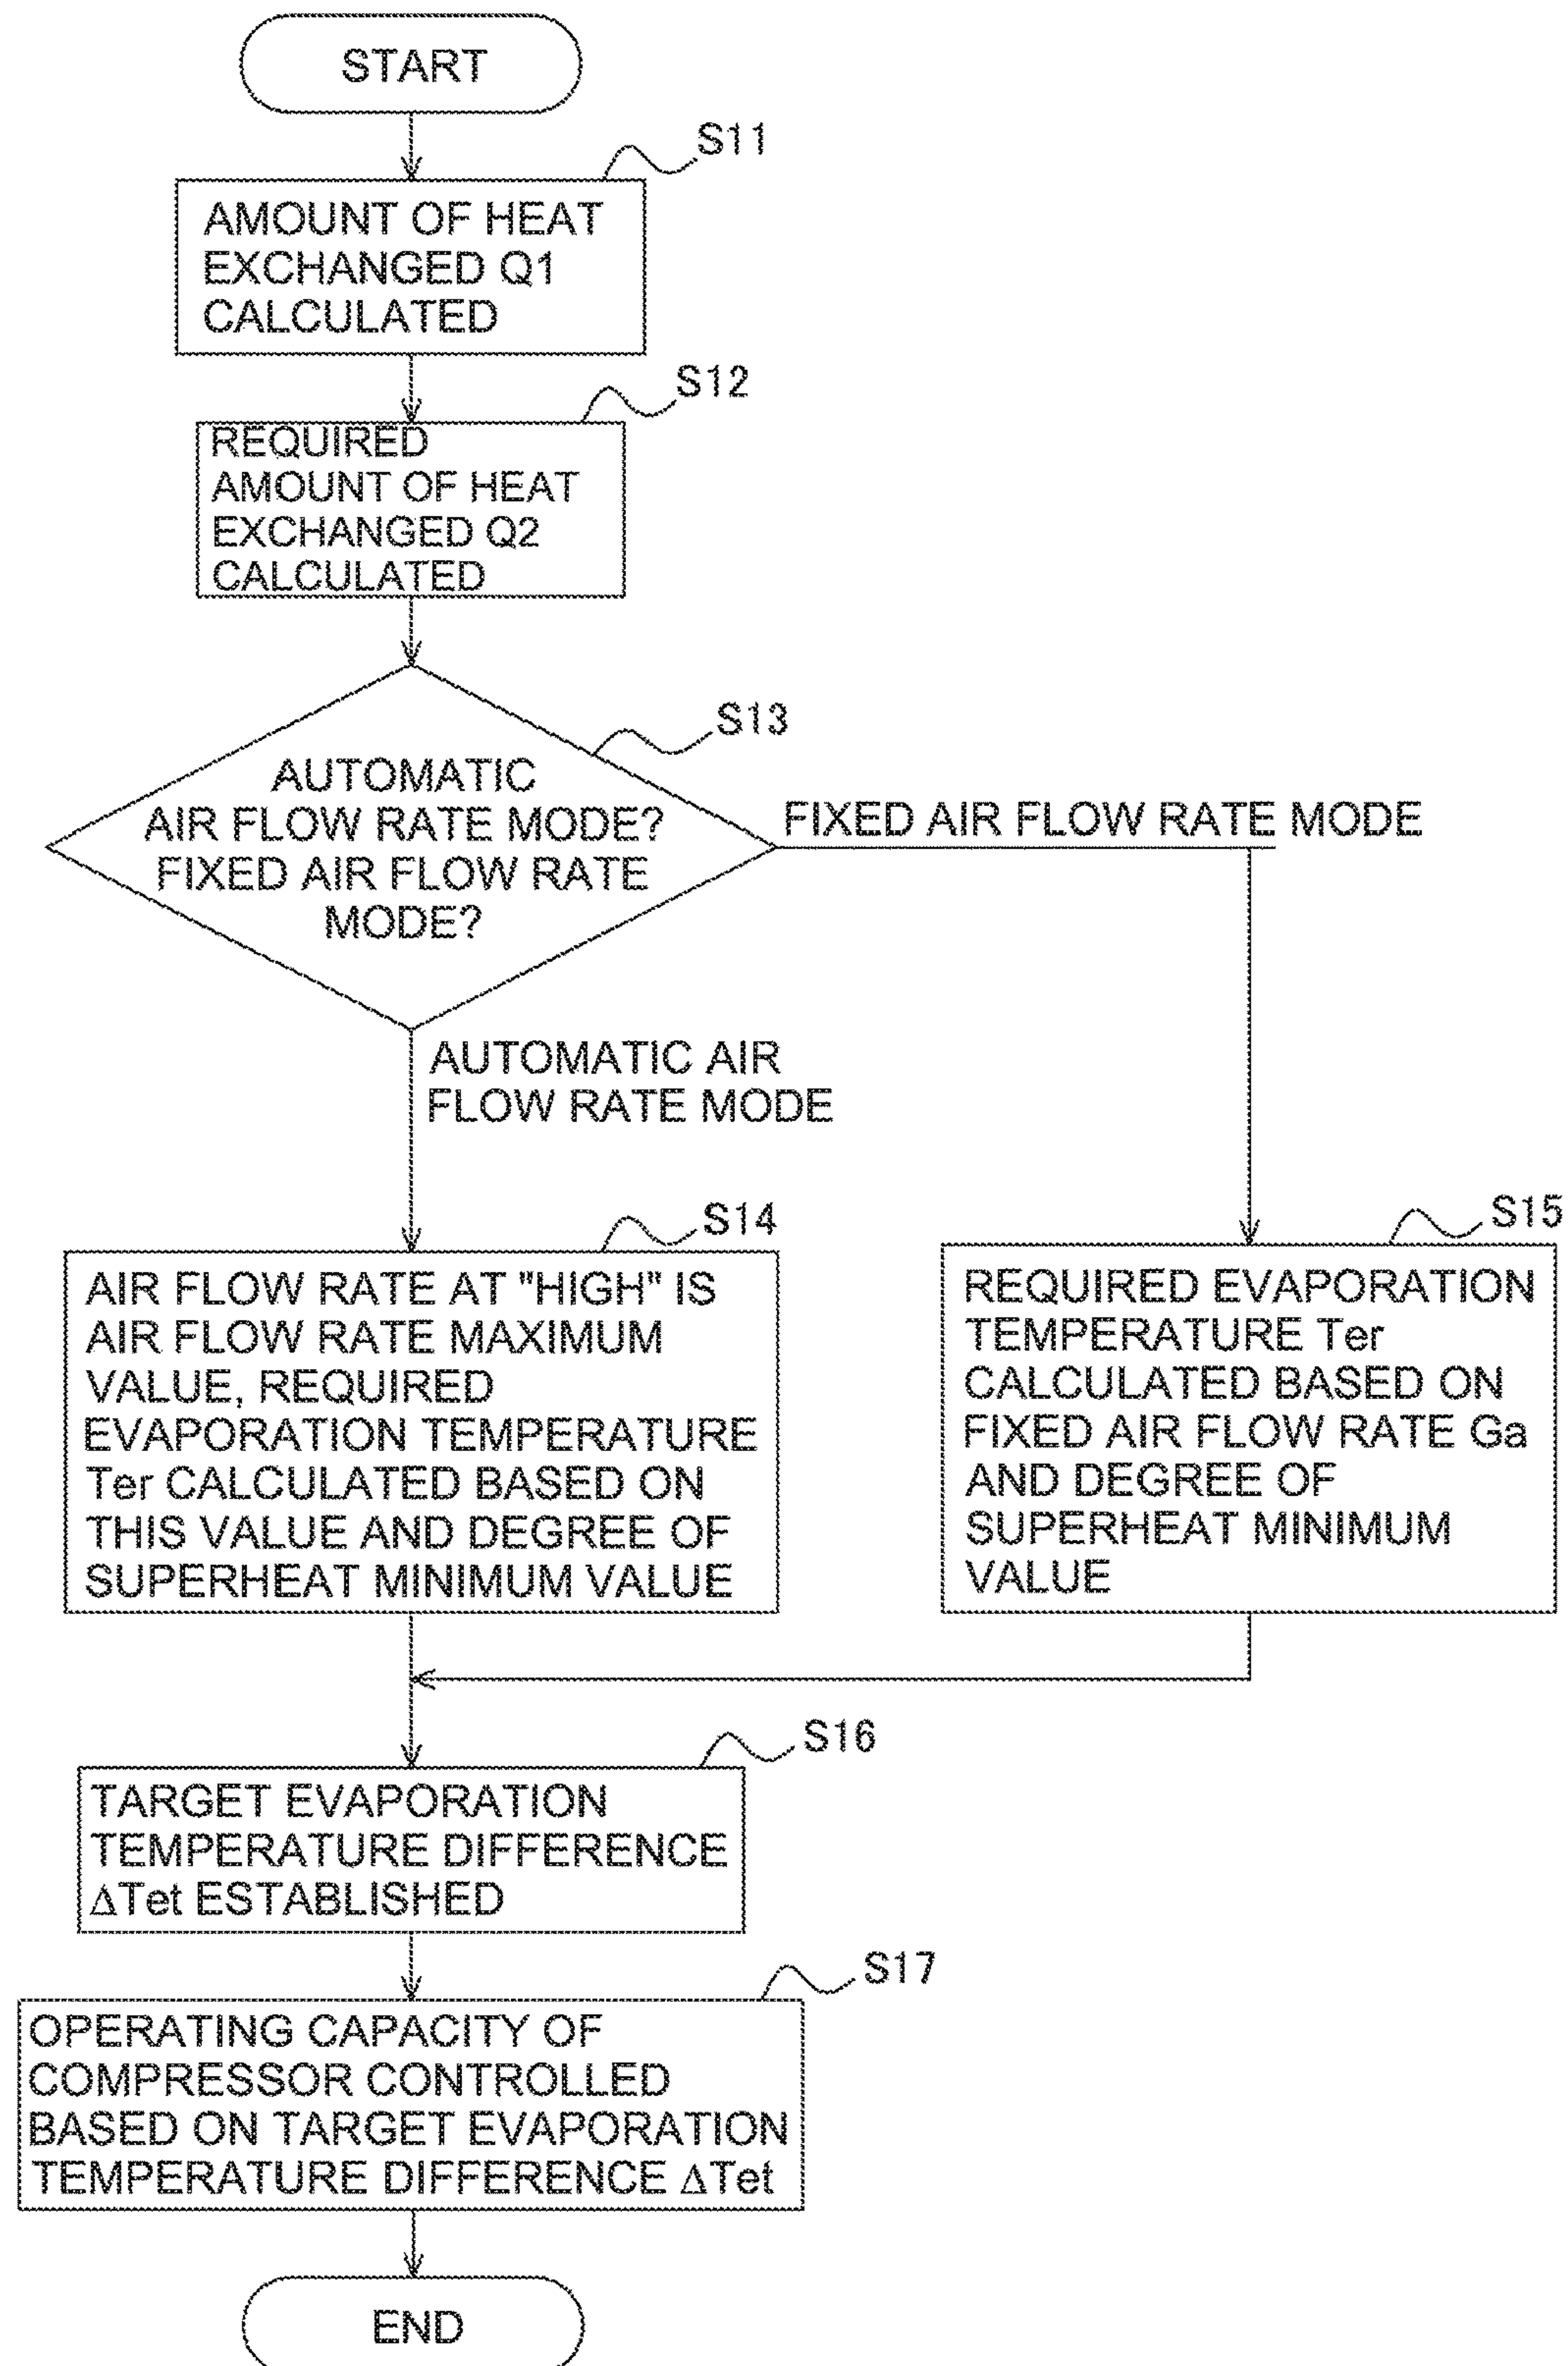 START
S11
AMOUNT OF HEAT
EXCHANGED Q1
CALCULATED
S12
REQUIRED
AMOUNT OF HEAT
EXCHANGED Q2
CALCULATED
S13
AUTOMATIC
AIR FLOW RATE MODE?
FIXED AIR FLOW RATE
MODE?
FIXED AIR FLOW RATE MODE
AUTOMATIC AIR
FLOW RATE MODE
S14
AIR FLOW RATE AT "HIGH" IS
AIR FLOW RATE MAXIMUM
VALUE, REQUIRED
EVAPORATION TEMPERATURE
Ter CALCULATED BASED ON
THIS VALUE AND DEGREE OF
SUPERHEAT MINIMUM VALUE
S15
REQUIRED EVAPORATION
TEMPERATURE Ter
CALCULATED BASED ON
FIXED AIR FLOW RATE Ga
AND DEGREE OF
SUPERHEAT MINIMUM
VALUE
S16
TARGET EVAPORATION
TEMPERATURE DIFFERENCE
ΔTet ESTABLISHED
S17
OPERATING CAPACITY OF
COMPRESSOR CONTROLLED
BASED ON TARGET EVAPORATION
TEMPERATURE DIFFERENCE ΔTet
END